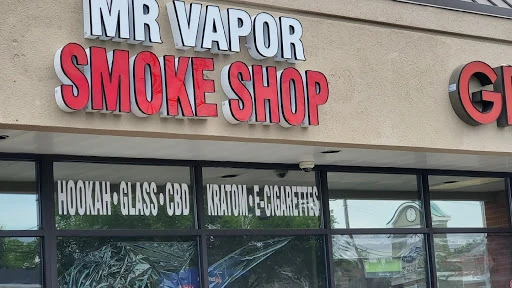 MR VAPOR
SMOKE SHOP
HOOKAH • GLASS • CBD KRATOM • E-CIGARETTES